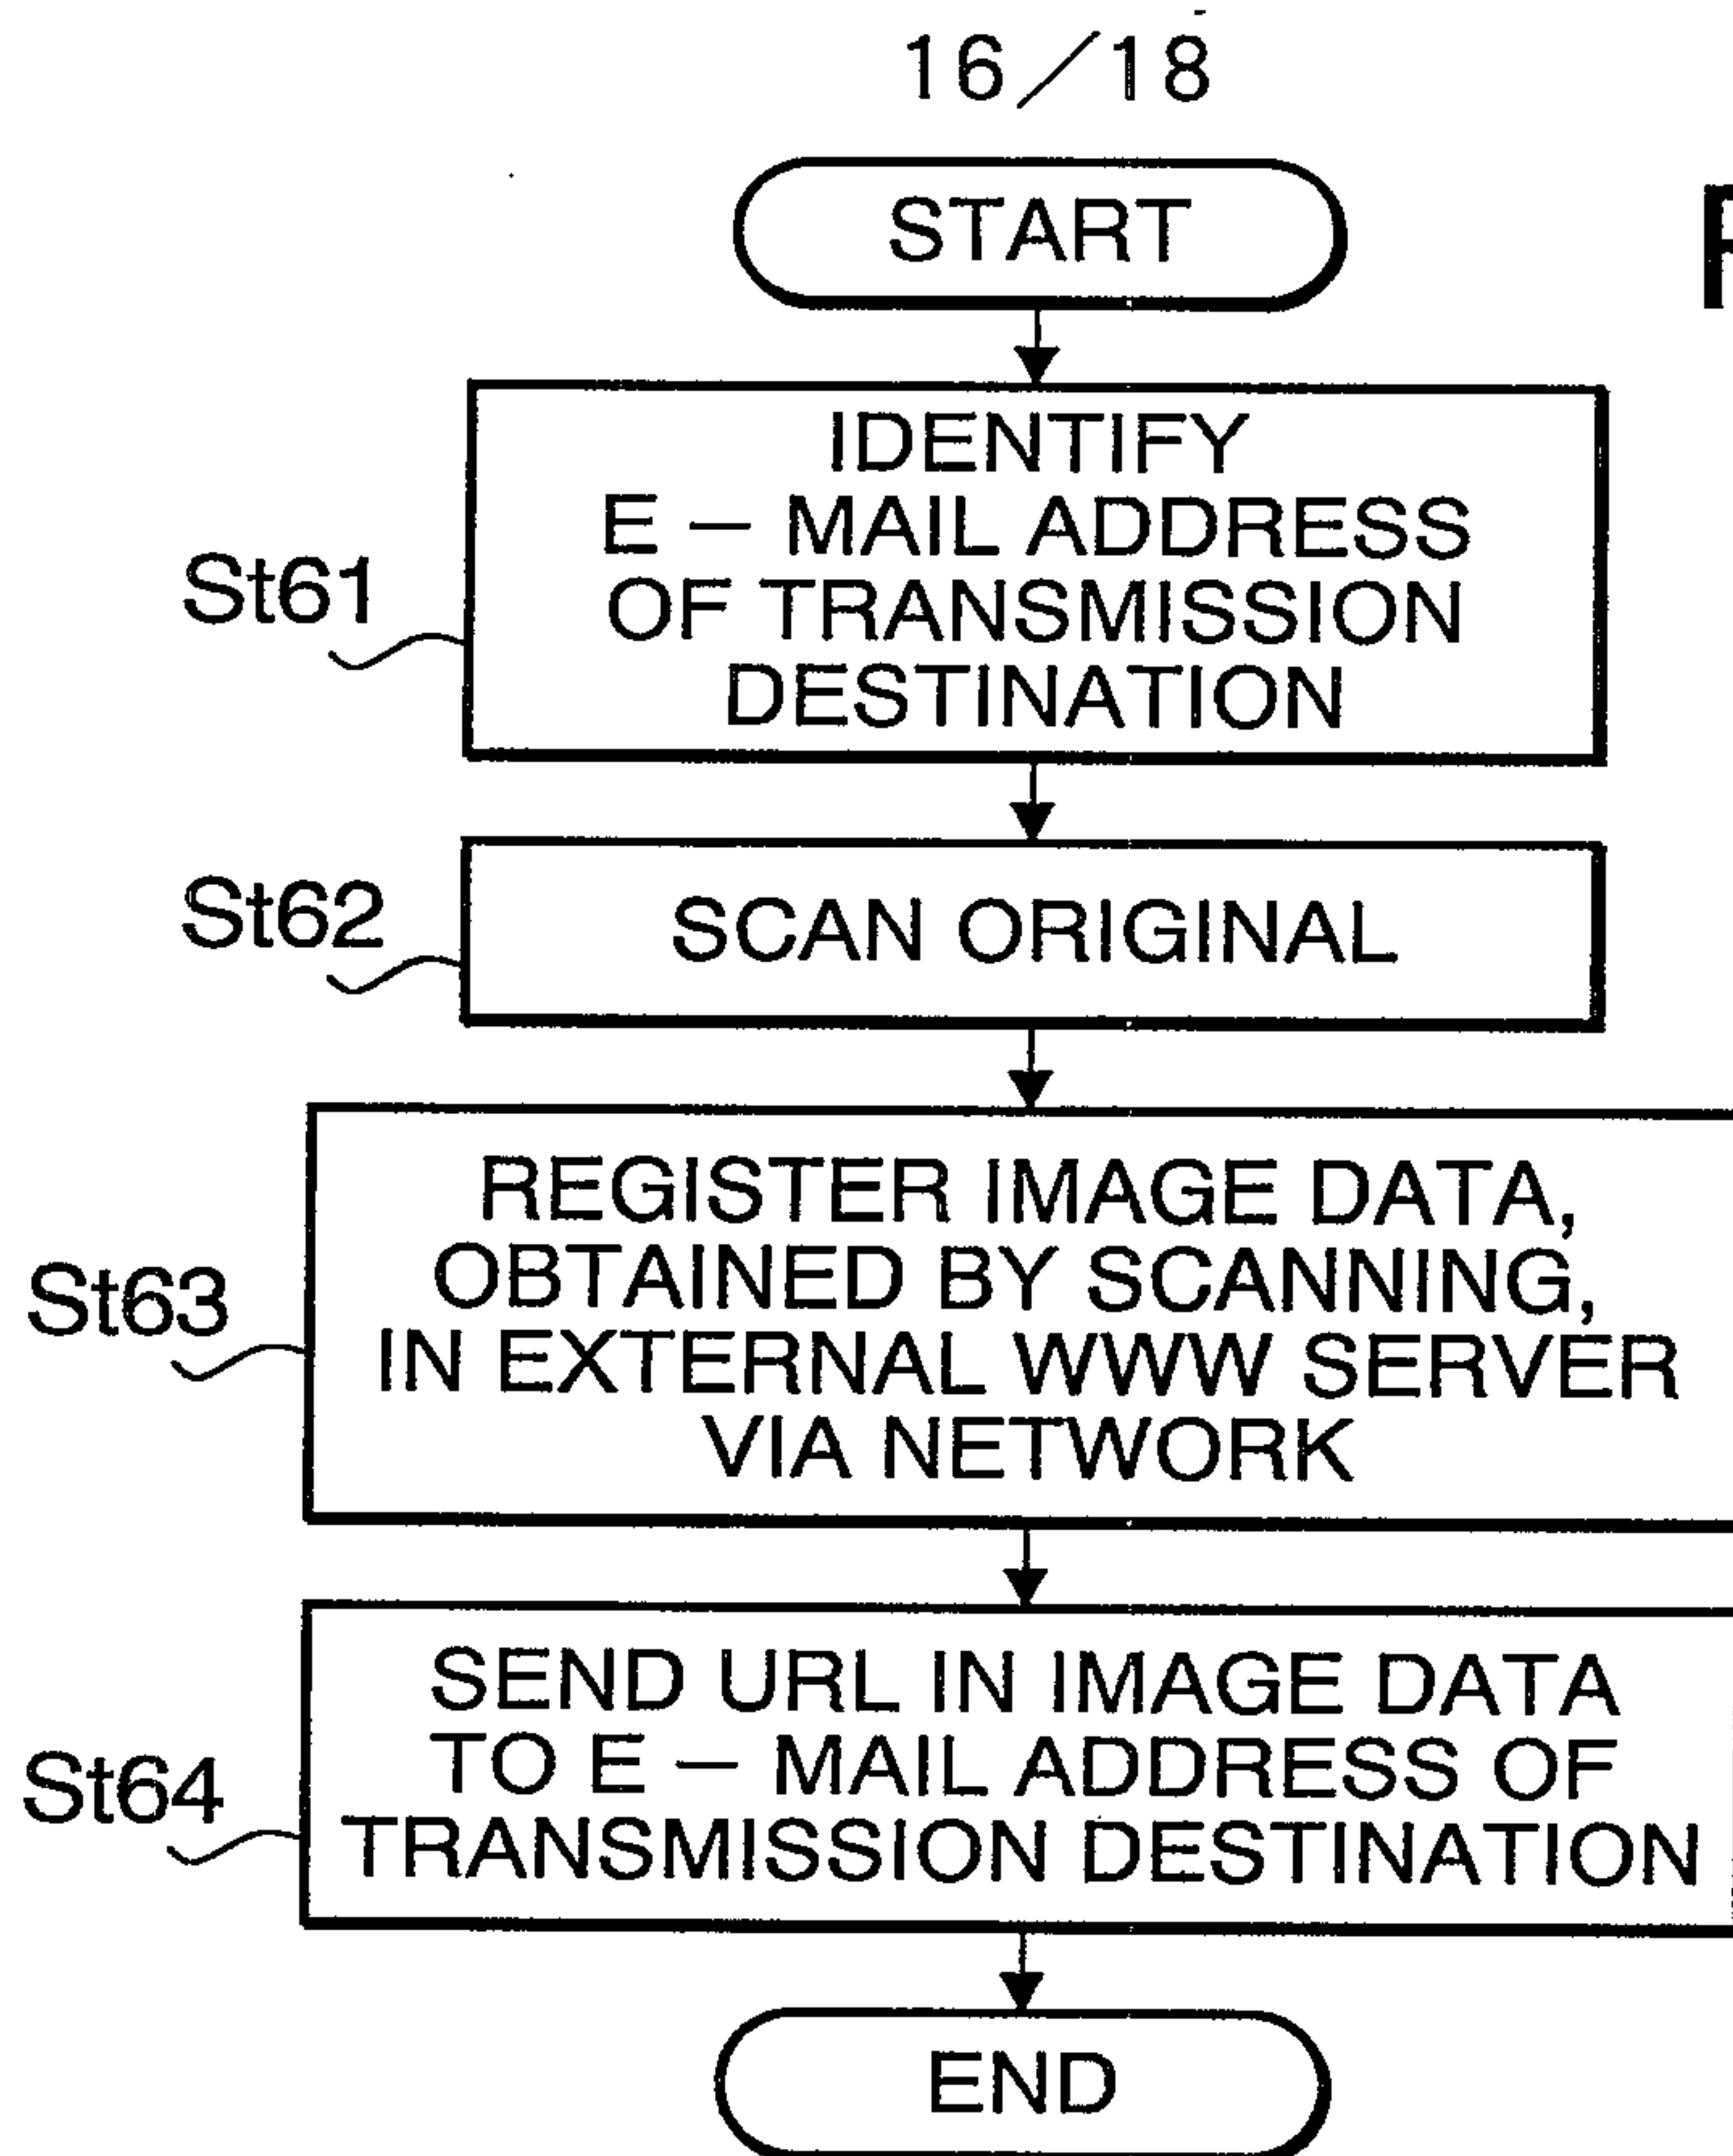 16/18
START
IDENTIFY
E-MAIL ADDRESS
OF TRANSMISSION
DESTINATION
St61
SCAN ORIGINAL
St62
REGISTER IMAGE DATA,
OBTAINED BY SCANNING,
IN EXTERNAL WWW SERVER
VIA NETWORK
St63
SEND URL IN IMAGE DATA
TO E-MAIL ADDRESS OF
TRANSMISSION DESTINATION
St64
END